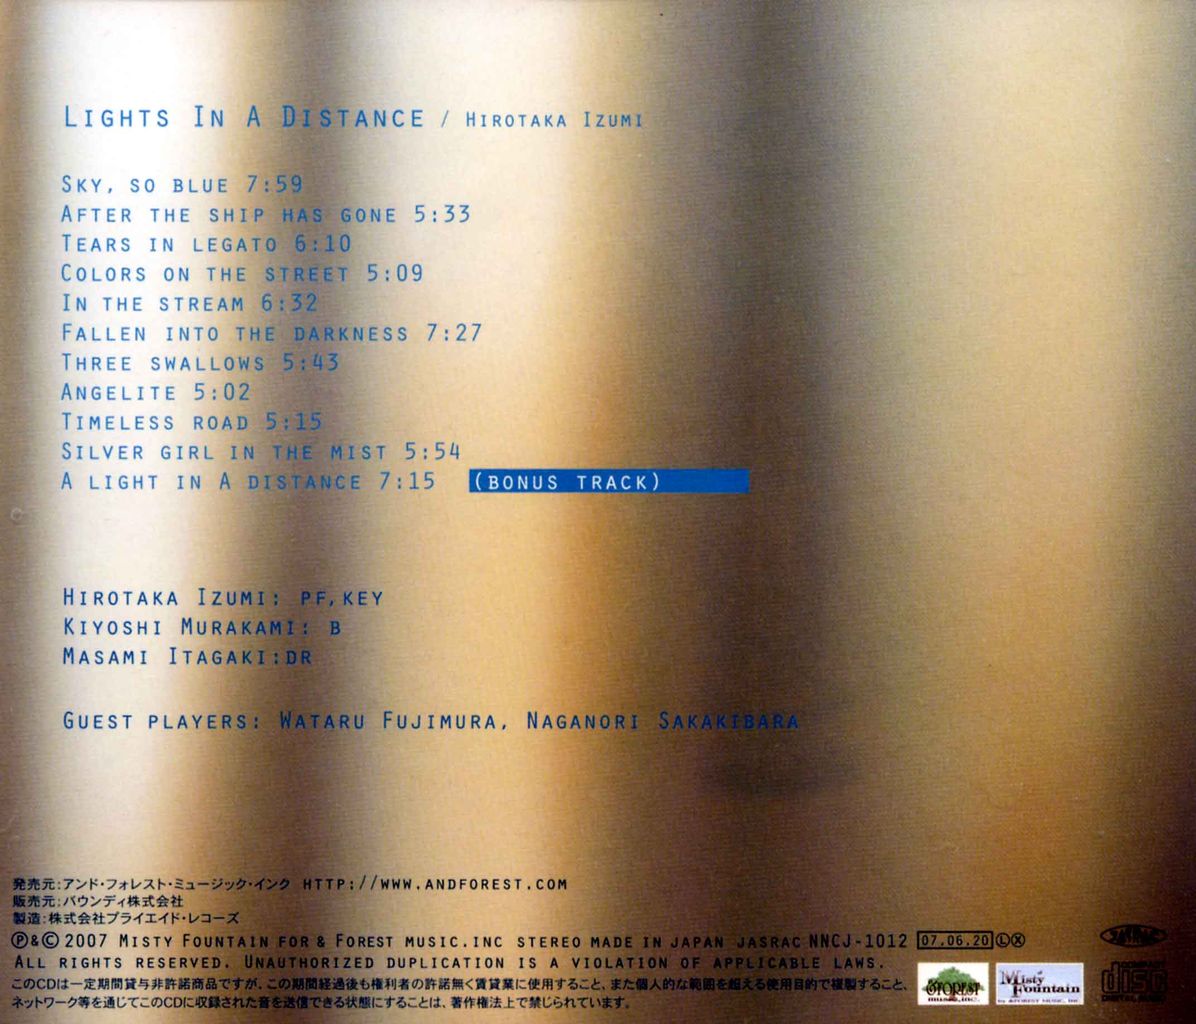 LIGHTS IN A DISTANCE / HIROTAKA IZUMI
SKY, SO BLUE 7:59
AFTER THE SHIP HAS GONE 5:33
TEARS IN LEGATO 6:10
COLORS ON THE STREET 5:09
IN THE STREAM 6:32
FALLEN INTO THE DARKNESS 7:27
THREE SWALLOWS 5:43
ANGELITE 5:02
TIMELESS ROAD 5:15
SILVER GIRL IN THE MIST 5:54
A LIGHT IN A DISTANCE 7:15 (BONUS TRACK)
HIROTAKA IZUMI: PF,KEY
KIYOSHI MURAKAMI: B
MASAMI ITAGAKI:DR
GUEST PLAYERS: WATARU FUJIMURA, NAGANORI SAKAKIBARA
発売元:アンド・フォレスト・ミュージック・インク HTTP://WWW.ANDFOREST.COM
販売元:バウンディ株式会社
製造:株式会社プライエイド・レコーズ
Ⓟ&Ⓒ 2007 MISTY FOUNTAIN FOR & FOREST MUSIC.INC STEREO MADE IN JAPAN JASRAC NNCJ-1012 07.06.20 ⓁⓍ
ALL RIGHTS RESERVED. UNAUTHORIZED DUPLICATION IS A VIOLATION OF APPLICABLE LAWS.
このCDは一定期間貸与非許諾商品ですが、この期間経過後も権利者の許諾無く賃貸業に使用すること、また個人的な範囲を超える使用目的で複製すること、
ネットワーク等を通じてこのCDに収録された音を送信できる状態にすることは、著作権法上で禁じられています。
&FOREST
music,inc.
Misty
Fountain
by &FOREST MUSIC, INC
JASRAC
COMPACT
disc
DIGITAL AUDIO